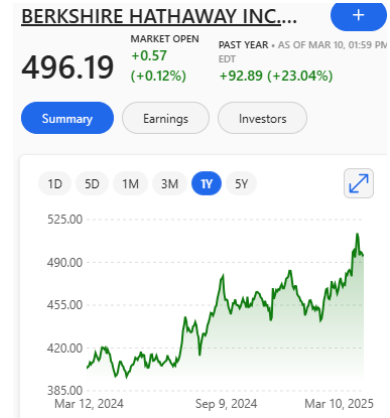 BERKSHIRE HATHAWAY INC....
+
496.19
MARKET OPEN
+0.57
(+0.12%)
PAST YEAR • AS OF MAR 10, 01:59 PM
EDT
+92.89 (+23.04%)
Summary Earnings Investors
1D 5D 1M 3M 1Y 5Y
525.00
490.00
455.00
420.00
385.00
Mar 12, 2024 Sep 9, 2024 Mar 10, 2025